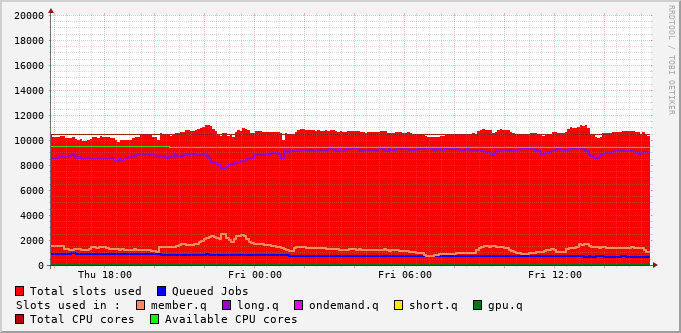 RRDTOOL / TOBI OETIKER
20000
18000
16000
14000
12000
10000
8000
6000
4000
2000
0
Thu 18:00 Fri 00:00 Fri 06:00 Fri 12:00
Total slots used Queued Jobs
Slots used in : member.q long.q ondemand.q short.q gpu.q
Total CPU cores Available CPU cores